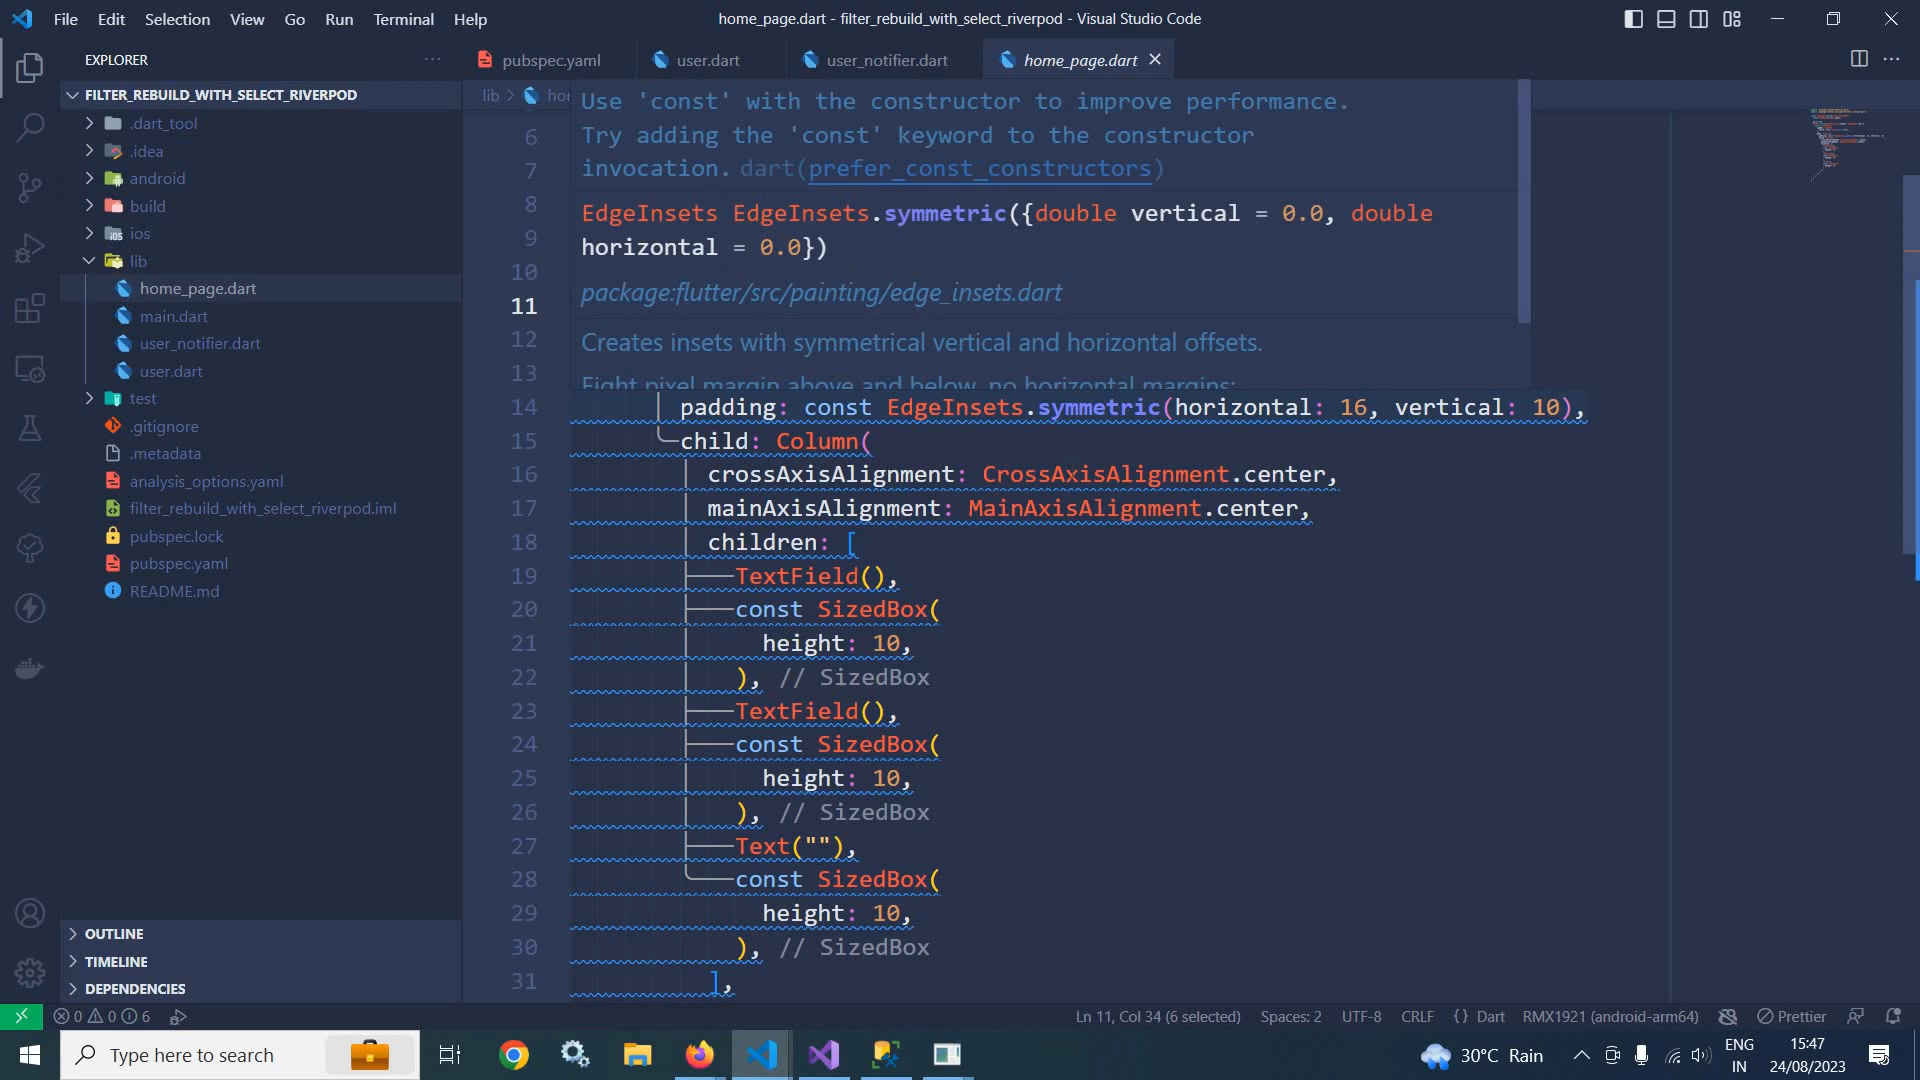 File Edit Selection View Go Run Terminal Help
home_page.dart - filter_rebuild_with_select_riverpod - Visual Studio Code
EXPLORER
pubspec.yaml
user.dart
user_notifier.dart
home_page.dart
FILTER_REBUILD_WITH_SELECT_RIVERPOD
.dart_tool
.idea
android
build
ios
lib
home_page.dart
main.dart
user_notifier.dart
user.dart
test
.gitignore
.metadata
analysis_options.yaml
filter_rebuild_with_select_riverpod.iml
pubspec.lock
pubspec.yaml
README.md
OUTLINE
TIMELINE
DEPENDENCIES
lib
Use 'const' with the constructor to improve performance.
Try adding the 'const' keyword to the constructor
invocation. dart(prefer_const_constructors)
EdgeInsets EdgeInsets.symmetric({double vertical = 0.0, double
horizontal = 0.0})
package:flutter/src/painting/edge_insets.dart
Creates insets with symmetrical vertical and horizontal offsets.
Eight pixel margin above and below, no horizontal margins:
6
7
8
9
10
11
12
13
14 padding: const EdgeInsets.symmetric(horizontal: 16, vertical: 10),
15 child: Column(
16 crossAxisAlignment: CrossAxisAlignment.center,
17 mainAxisAlignment: MainAxisAlignment.center,
18 children: [
19 TextField(),
20 const SizedBox(
21 height: 10,
22 ), // SizedBox
23 TextField(),
24 const SizedBox(
25 height: 10,
26 ), // SizedBox
27 Text(""),
28 const SizedBox(
29 height: 10,
30 ), // SizedBox
31 ],
0 0 6
Ln 11, Col 34 (6 selected) Spaces: 2 UTF-8 CRLF {} Dart RMX1921 (android-arm64) Prettier
Type here to search
30°C Rain
ENG
IN
15:47
24/08/2023